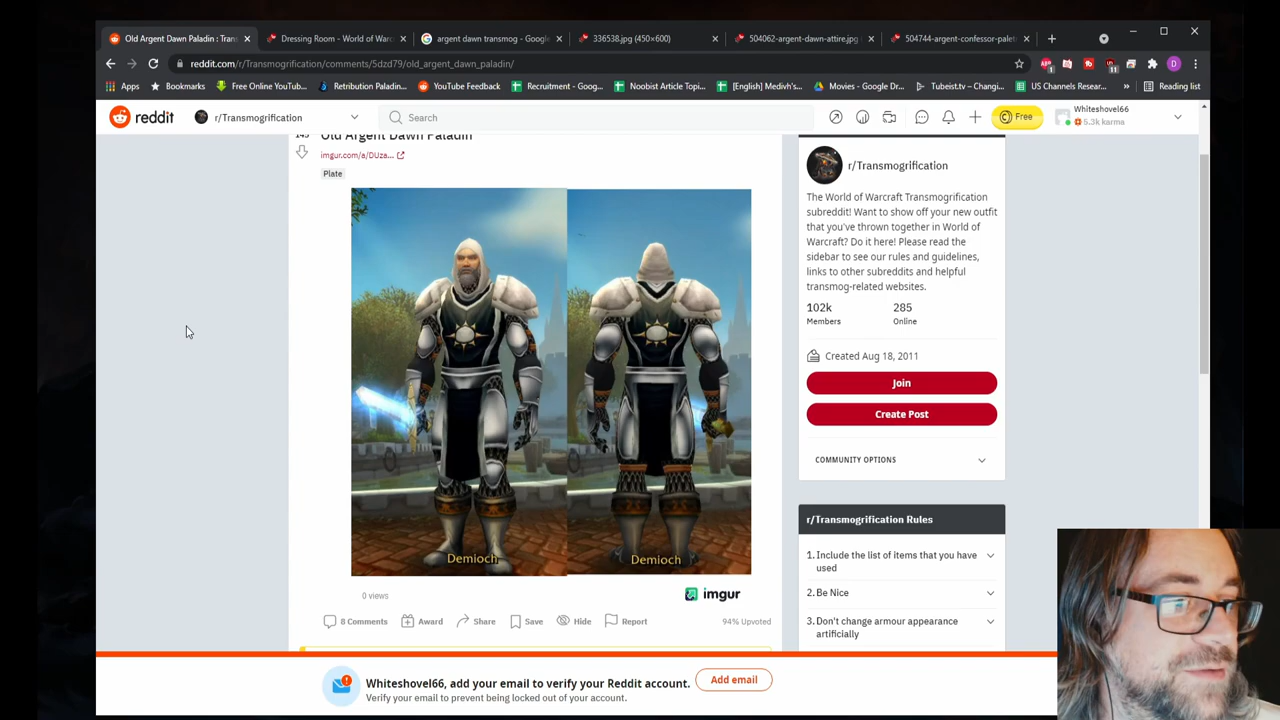 Old Argent Dawn Paladin : Trans
Dressing Room - World of Warc
argent dawn transmog - Google
336538.jpg (450×600)
504062-argent-dawn-attire.jpg
504744-argent-confessor-palet
reddit.com/r/Transmogrification/comments/5dzd79/old_argent_dawn_paladin/
Apps
Bookmarks
Free Online YouTube...
Retribution Paladin...
YouTube Feedback
Recruitment - Goog...
Noobist Article Topi...
[English] Medivh's...
Movies - Google Dr...
Tubeist.tv – Changi...
US Channels Resear...
»
Reading list
reddit
r/Transmogrification
Search
Free
Whiteshovel66
5.3k karma
Old Argent Dawn Paladin
imgur.com/a/DUza...
Plate
Demioch
Demioch
0 views
imgur
8 Comments
Award
Share
Save
Hide
Report
94% Upvoted
r/Transmogrification
The World of Warcraft Transmogrification
subreddit! Want to show off your new outfit
that you've thrown together in World of
Warcraft? Do it here! Please read the
sidebar to see our rules and guidelines,
links to other subreddits and helpful
transmog-related websites.
102k
Members
285
Online
Created Aug 18, 2011
Join
Create Post
COMMUNITY OPTIONS
r/Transmogrification Rules
1. Include the list of items that you have
used
2. Be Nice
3. Don't change armour appearance
artificially
Whiteshovel66, add your email to verify your Reddit account.
Verify your email to prevent being locked out of your account.
Add email